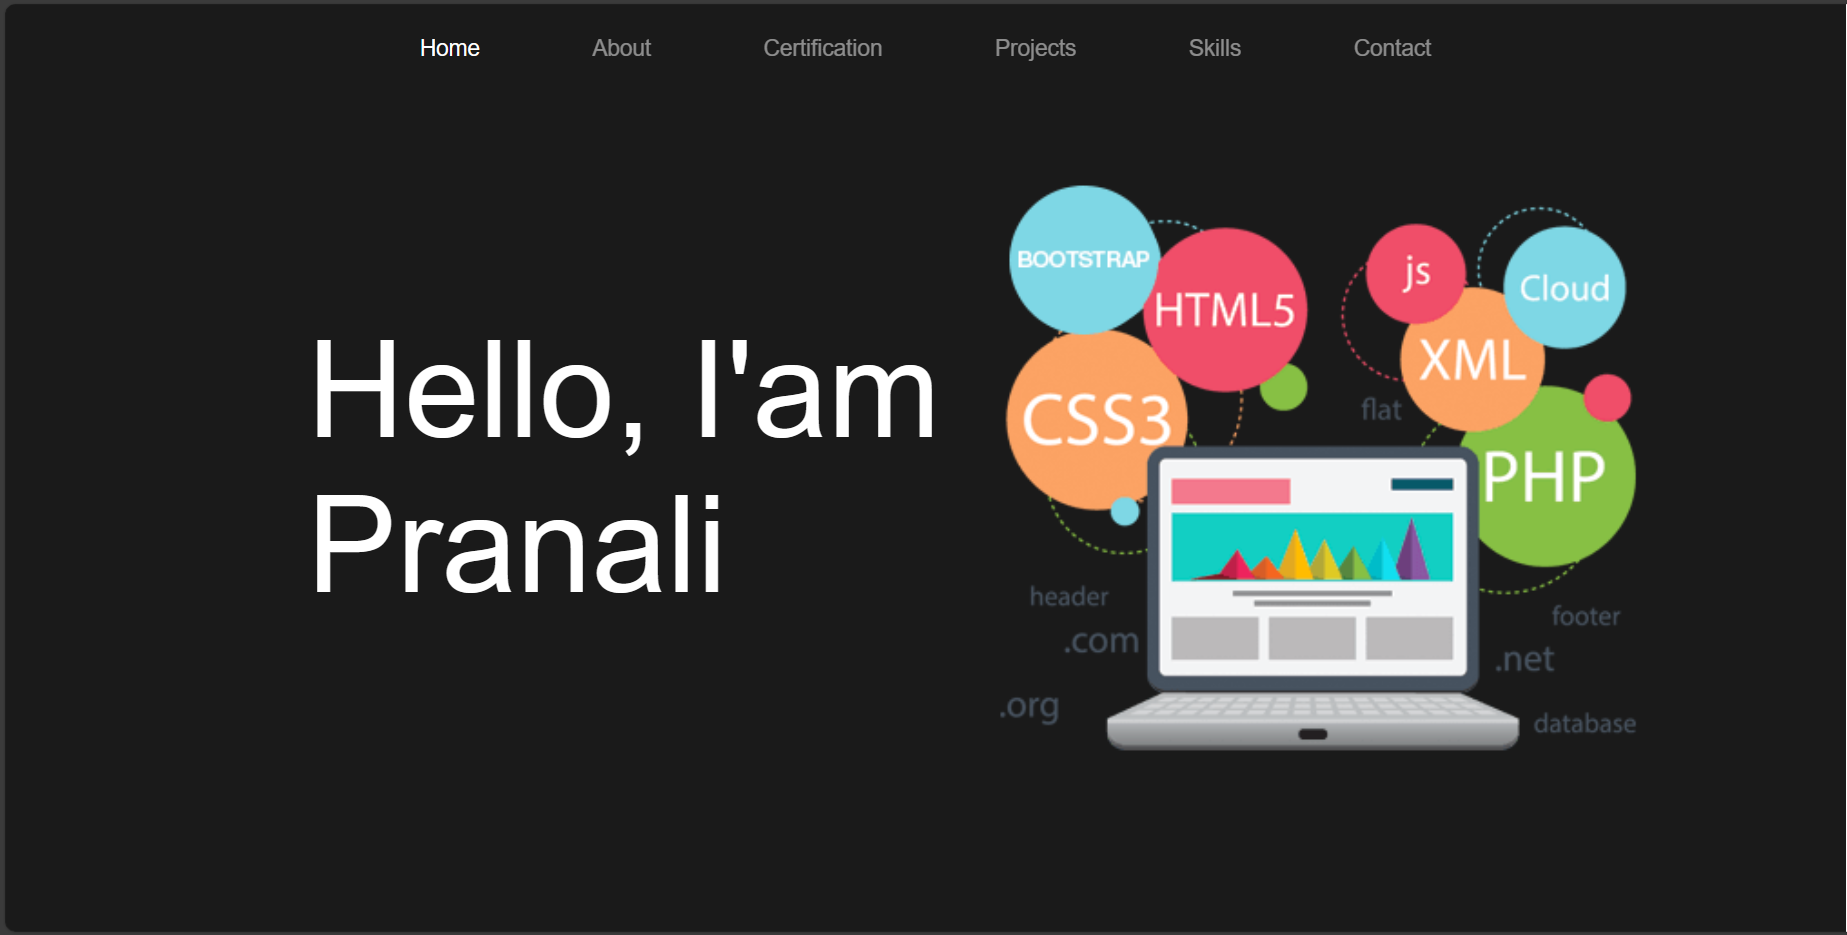 Home About Certification Projects Skills Contact
Hello, I'am
Pranali
BOOTSTRAP
HTML5
CSS3
js
Cloud
XML
flat
PHP
header
.com
.org
footer
.net
database